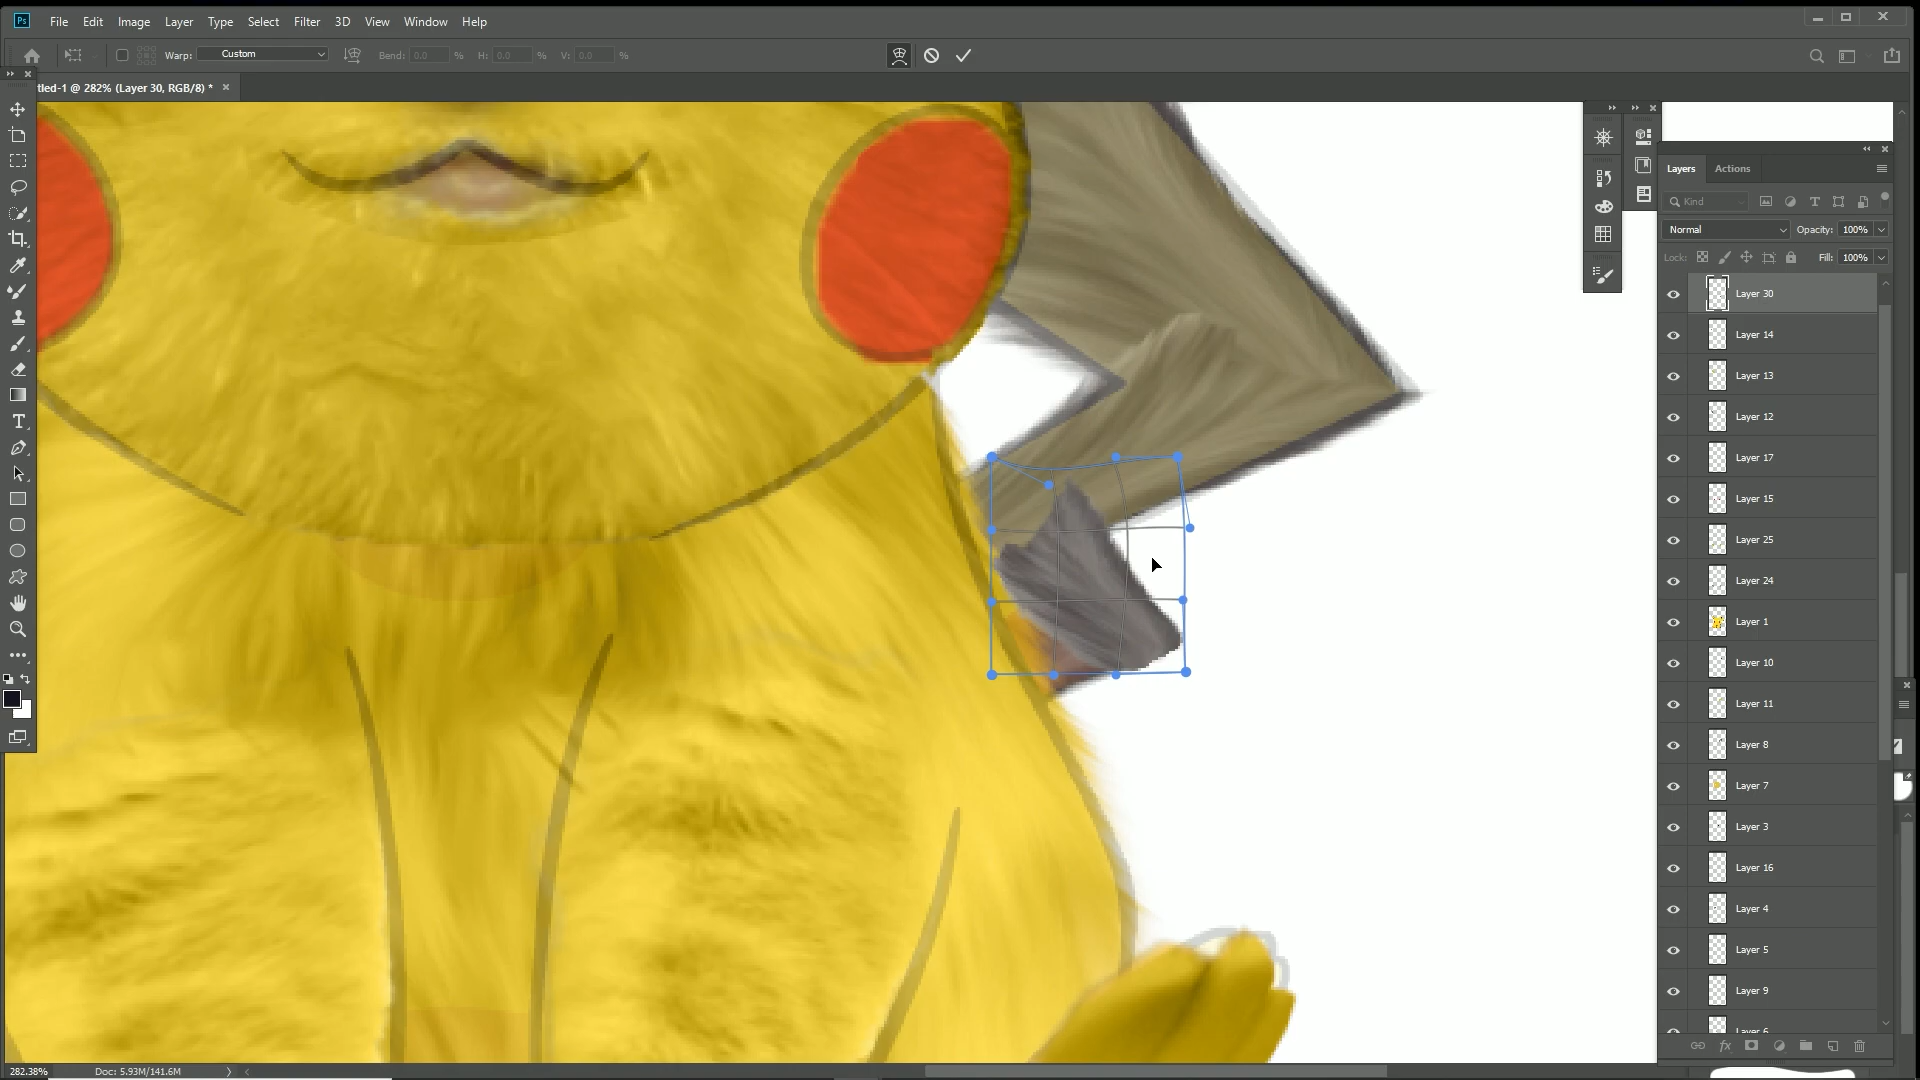 Ps File Edit Image Layer Type Select Filter 3D View Window Help
Warp: Custom Bend: 0.0 % H: 0.0 % V: 0.0 %
tled-1 @ 282% (Layer 30, RGB/8) *
Layers Actions
Kind
Normal Opacity: 100%
Lock: Fill: 100%
Layer 30
Layer 14
Layer 13
Layer 12
Layer 17
Layer 15
Layer 25
Layer 24
Layer 1
Layer 10
Layer 11
Layer 8
Layer 7
Layer 3
Layer 16
Layer 4
Layer 5
Layer 9
Layer 6
282.38% Doc: 5.93M/141.6M